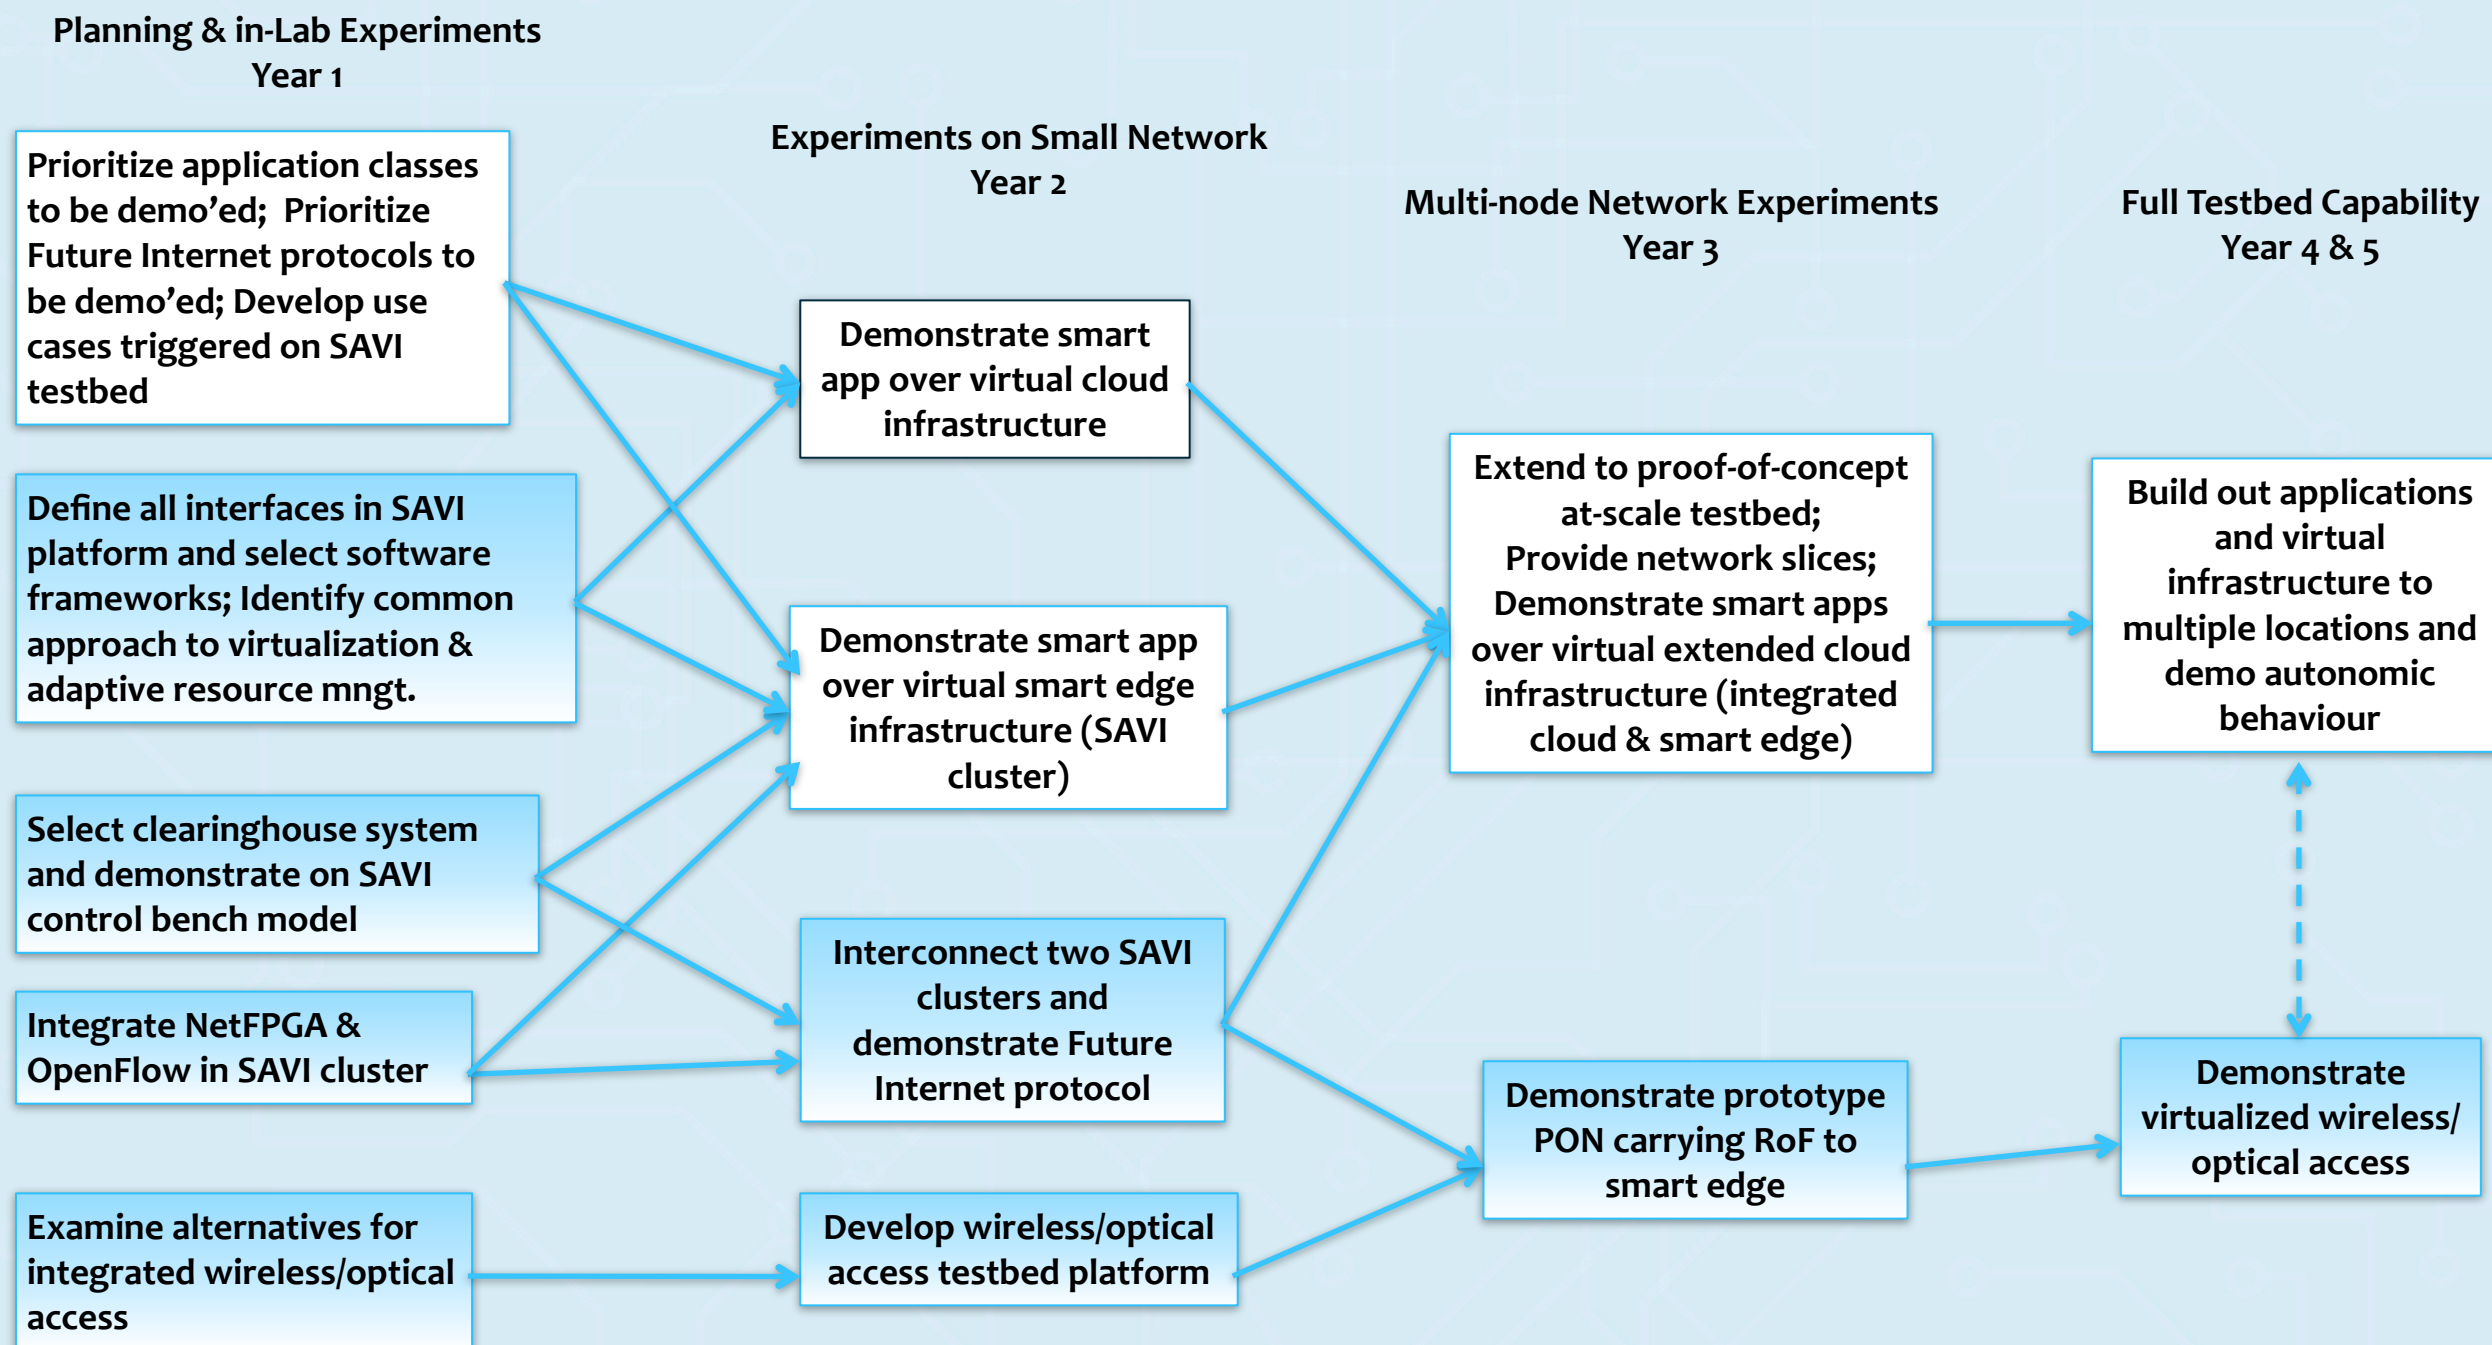 Planning & in-Lab Experiments
Year 1
Prioritize application classes
to be demo’ed;  Prioritize
Future Internet protocols to
be demo’ed; Develop use
cases triggered on SAVI
testbed
Define all interfaces in SAVI
platform and select software
frameworks; Identify common
approach to virtualization &
adaptive resource mngt.
Select clearinghouse system
and demonstrate on SAVI
control bench model
Integrate NetFPGA &
OpenFlow in SAVI cluster
Examine alternatives for
integrated wireless/optical
access
Experiments on Small Network
Year 2
Demonstrate smart
app over virtual cloud
infrastructure
Demonstrate smart app
over virtual smart edge
infrastructure (SAVI
cluster)
Interconnect two SAVI
clusters and
demonstrate Future
Internet protocol
Develop wireless/optical
access testbed platform
Multi-node Network Experiments
Year 3
Extend to proof-of-concept
at-scale testbed;
Provide network slices;
Demonstrate smart apps
over virtual extended cloud
infrastructure (integrated
cloud & smart edge)
Demonstrate prototype
PON carrying RoF to
smart edge
Full Testbed Capability
Year 4 & 5
Build out applications
and virtual
infrastructure to
multiple locations and
demo autonomic
behaviour
Demonstrate
virtualized wireless/
optical access